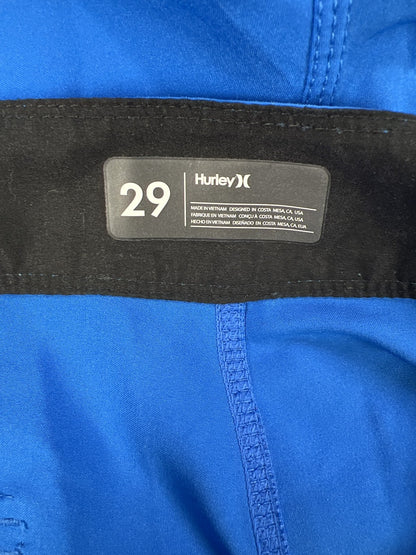 29
Hurley
MADE IN VIETNAM DESIGNED IN COSTA MESA, CA, USA
FABRIQUÉ EN VIETNAM CONÇU À COSTA MESA, CA, USA
HECHO EN VIETNAM DISEÑADO EN COSTA MESA, CA, EUA